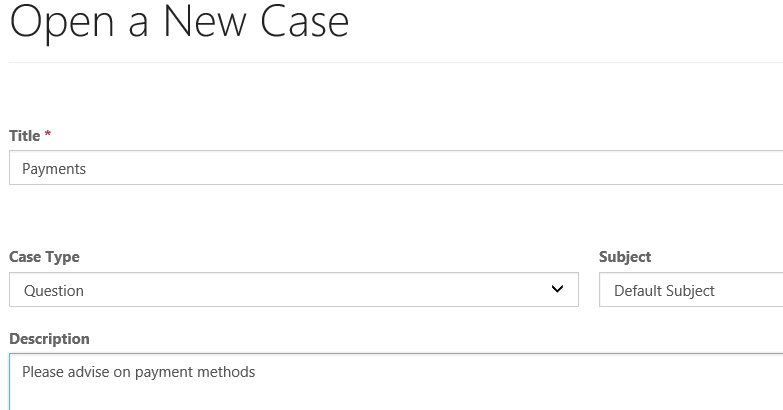 Open a New Case
Title *
Payments
Case Type
Subject
Question
Default Subject
Description
Please advise on payment methods